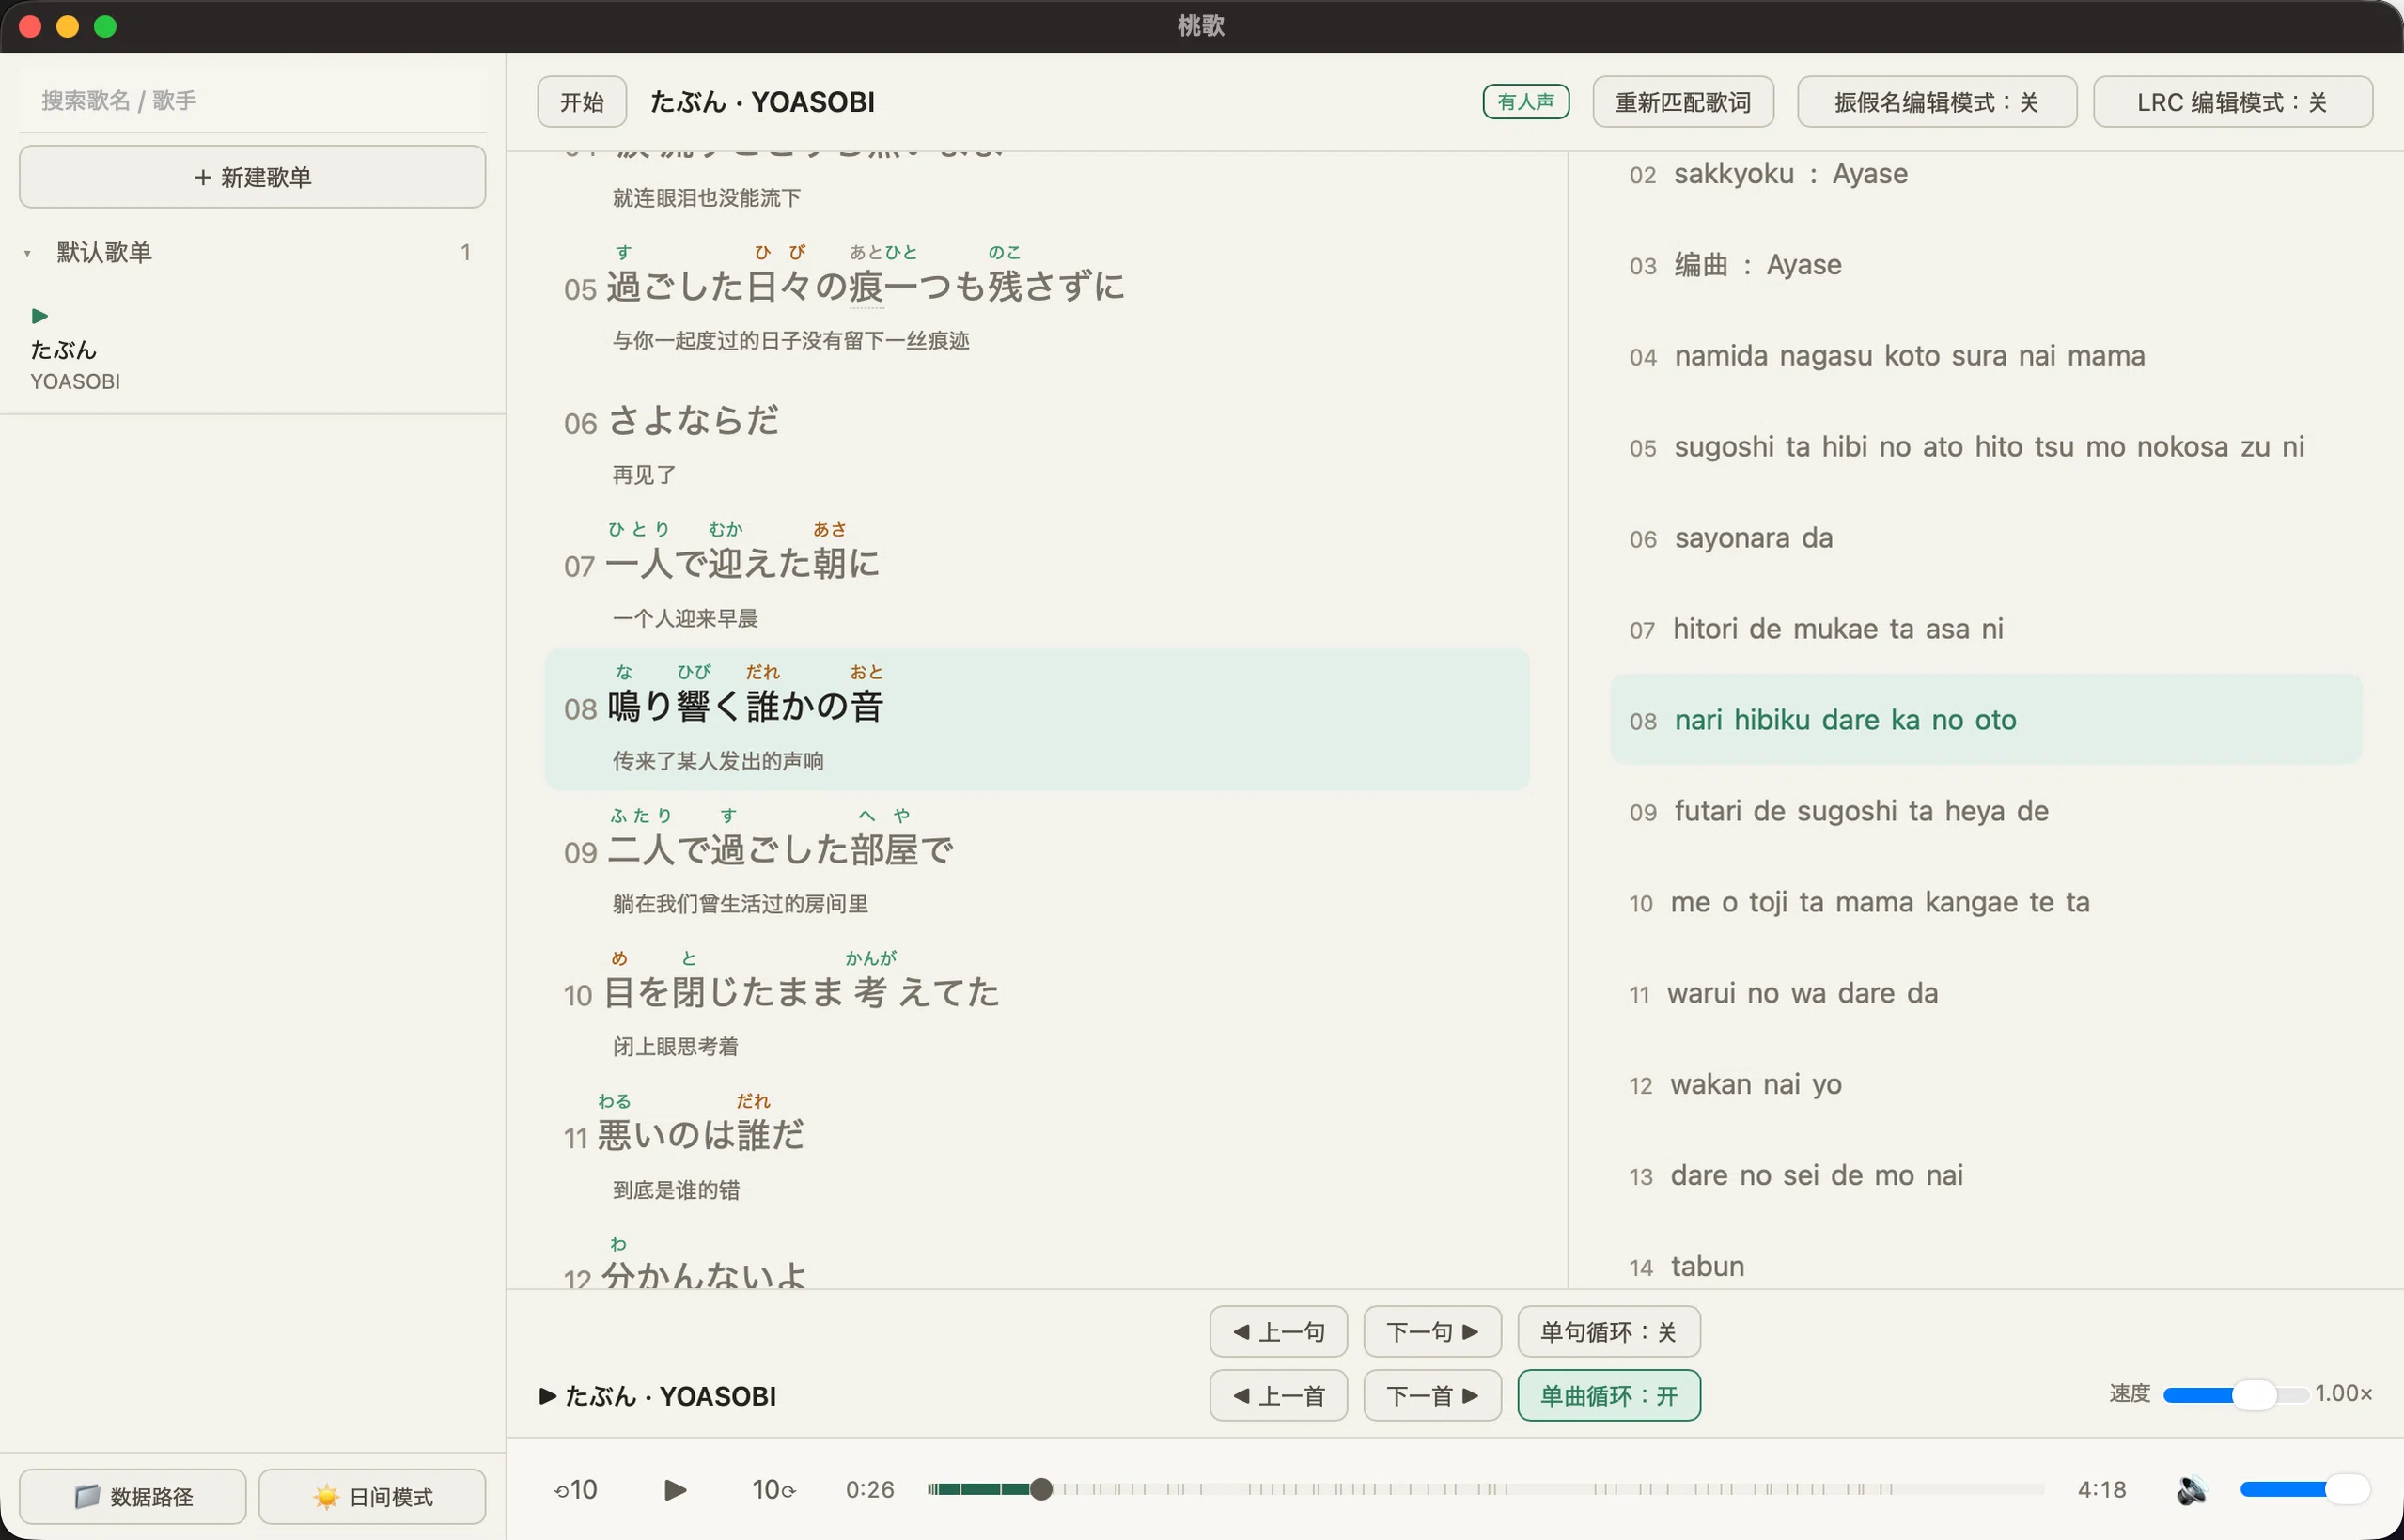 桃歌
搜索歌名 / 歌手
+ 新建歌单
▾ 默认歌单 1
▶
たぶん
YOASOBI
📁 数据路径
☀️ 日间模式
开始
たぶん · YOASOBI
有人声
重新匹配歌词
振假名编辑模式：关
LRC 编辑模式：关
就连眼泪也没能流下
す ひ び あと ひと のこ
05 過ごした日々の痕一つも残さずに
与你一起度过的日子没有留下一丝痕迹
06 さよならだ
再见了
ひとり むか あさ
07 一人で迎えた朝に
一个人迎来早晨
な ひび だれ おと
08 鳴り響く誰かの音
传来了某人发出的声响
ふたり す へ や
09 二人で過ごした部屋で
躺在我们曾生活过的房间里
め と かんが
10 目を閉じたまま考えてた
闭上眼思考着
わる だれ
11 悪いのは誰だ
到底是谁的错
わ
12 分かんないよ
02 sakkyoku : Ayase
03 编曲 : Ayase
04 namida nagasu koto sura nai mama
05 sugoshi ta hibi no ato hito tsu mo nokosa zu ni
06 sayonara da
07 hitori de mukae ta asa ni
08 nari hibiku dare ka no oto
09 futari de sugoshi ta heya de
10 me o toji ta mama kangae te ta
11 warui no wa dare da
12 wakan nai yo
13 dare no sei de mo nai
14 tabun
◀ 上一句
下一句 ▶
单句循环：关
▶ たぶん · YOASOBI
◀ 上一首
下一首 ▶
单曲循环：开
速度 1.00×
⟲10 ▶ 10⟳ 0:26 4:18